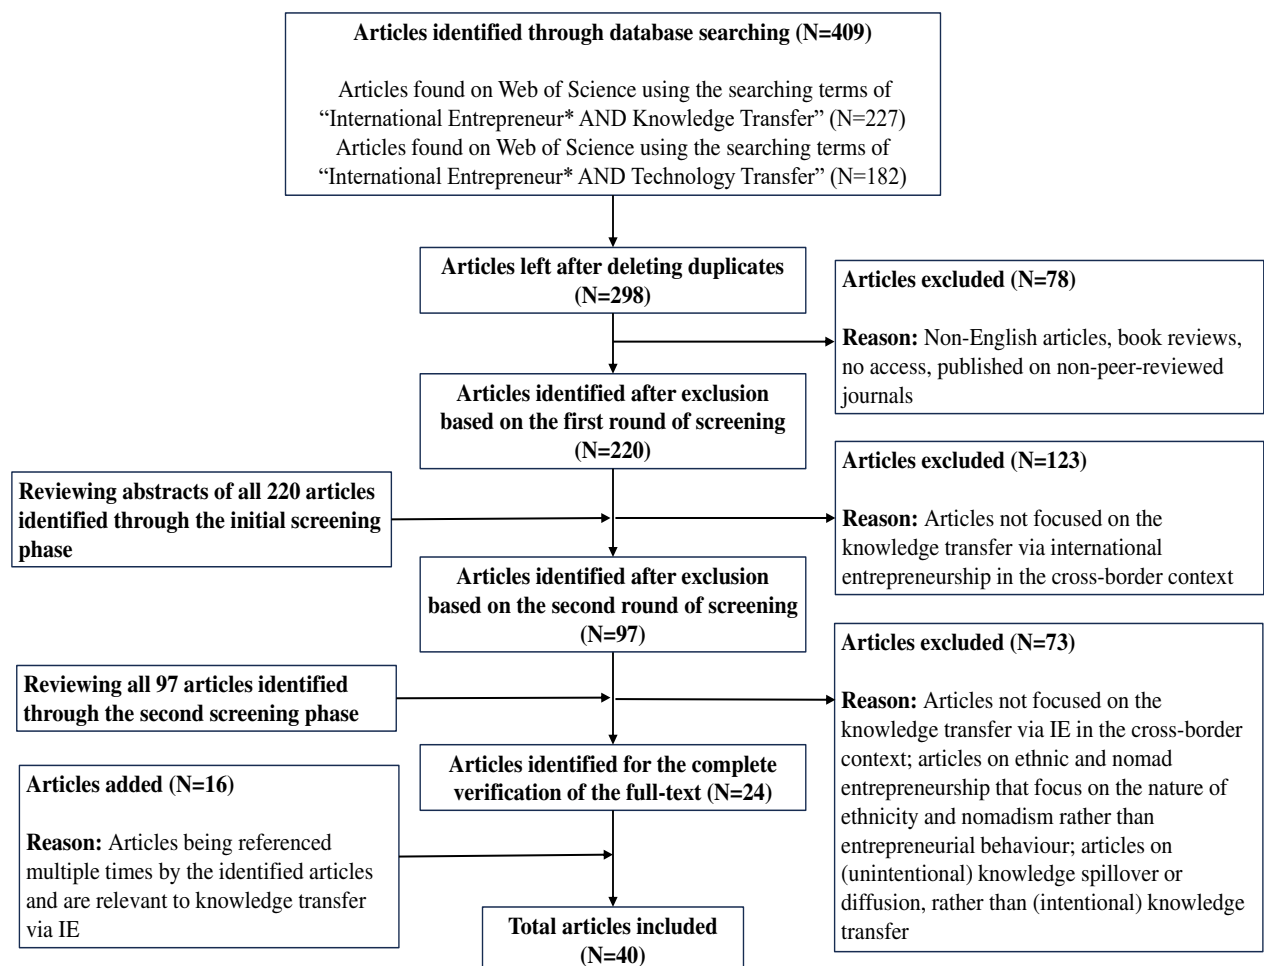 Articles identified through database searching (N=409)
Articles found on Web of Science using the searching terms of
“International Entrepreneur* AND Knowledge Transfer” (N=227)
Articles found on Web of Science using the searching terms of
“International Entrepreneur* AND Technology Transfer” (N=182)
Articles left after deleting duplicates
(N=298)
Articles excluded (N=78)
Reason: Non-English articles, book reviews,
no access, published on non-peer-reviewed
journals
Articles identified after exclusion
based on the first round of screening
(N=220)
Reviewing abstracts of all 220 articles
identified through the initial screening
phase
Articles excluded (N=123)
Reason: Articles not focused on the
knowledge transfer via international
entrepreneurship in the cross-border context
Articles identified after exclusion
based on the second round of screening
(N=97)
Reviewing all 97 articles identified
through the second screening phase
Articles excluded (N=73)
Reason: Articles not focused on the
knowledge transfer via IE in the cross-border
context; articles on ethnic and nomad
entrepreneurship that focus on the nature of
ethnicity and nomadism rather than
entrepreneurial behaviour; articles on
(unintentional) knowledge spillover or
diffusion, rather than (intentional) knowledge
transfer
Articles identified for the complete
verification of the full-text (N=24)
Articles added (N=16)
Reason: Articles being referenced
multiple times by the identified articles
and are relevant to knowledge transfer
via IE
Total articles included
(N=40)